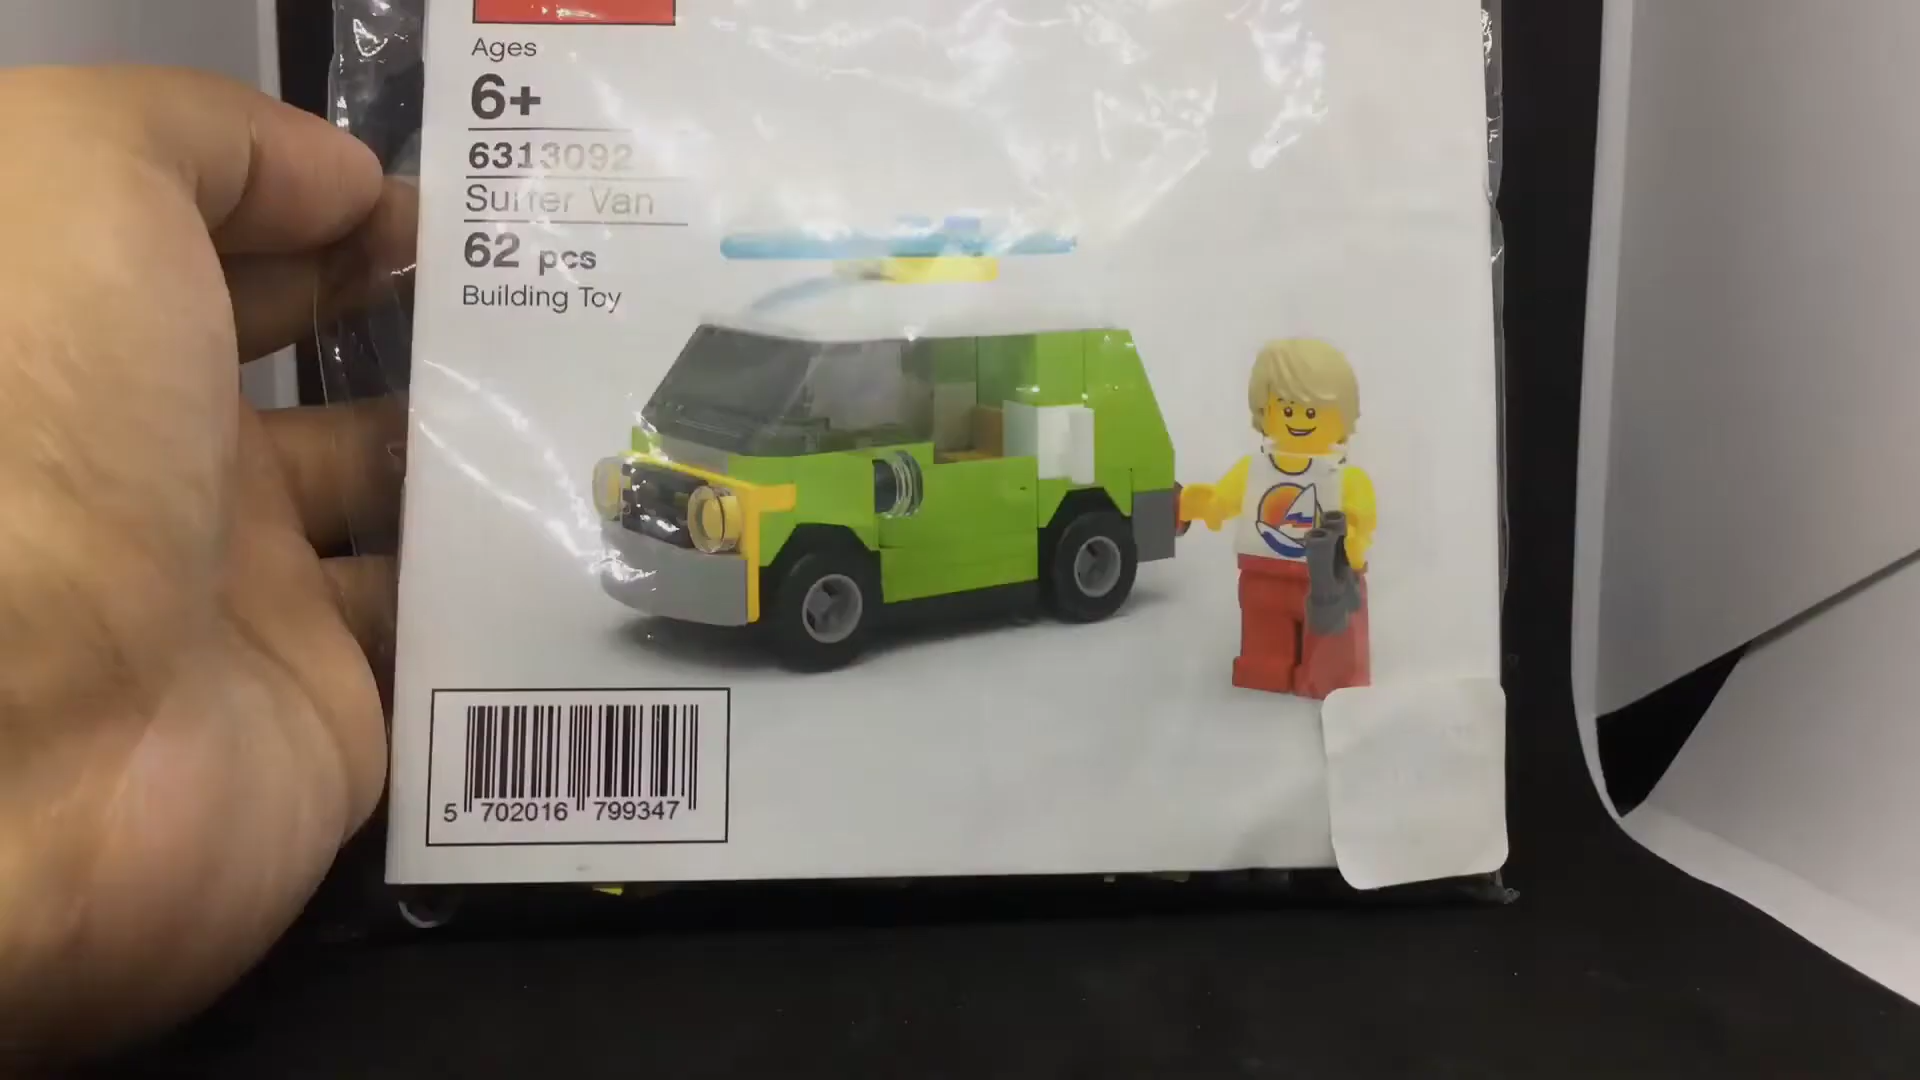 Ages
6+
6313092
Surfer Van
62 pcs
Building Toy
5 702016 799347